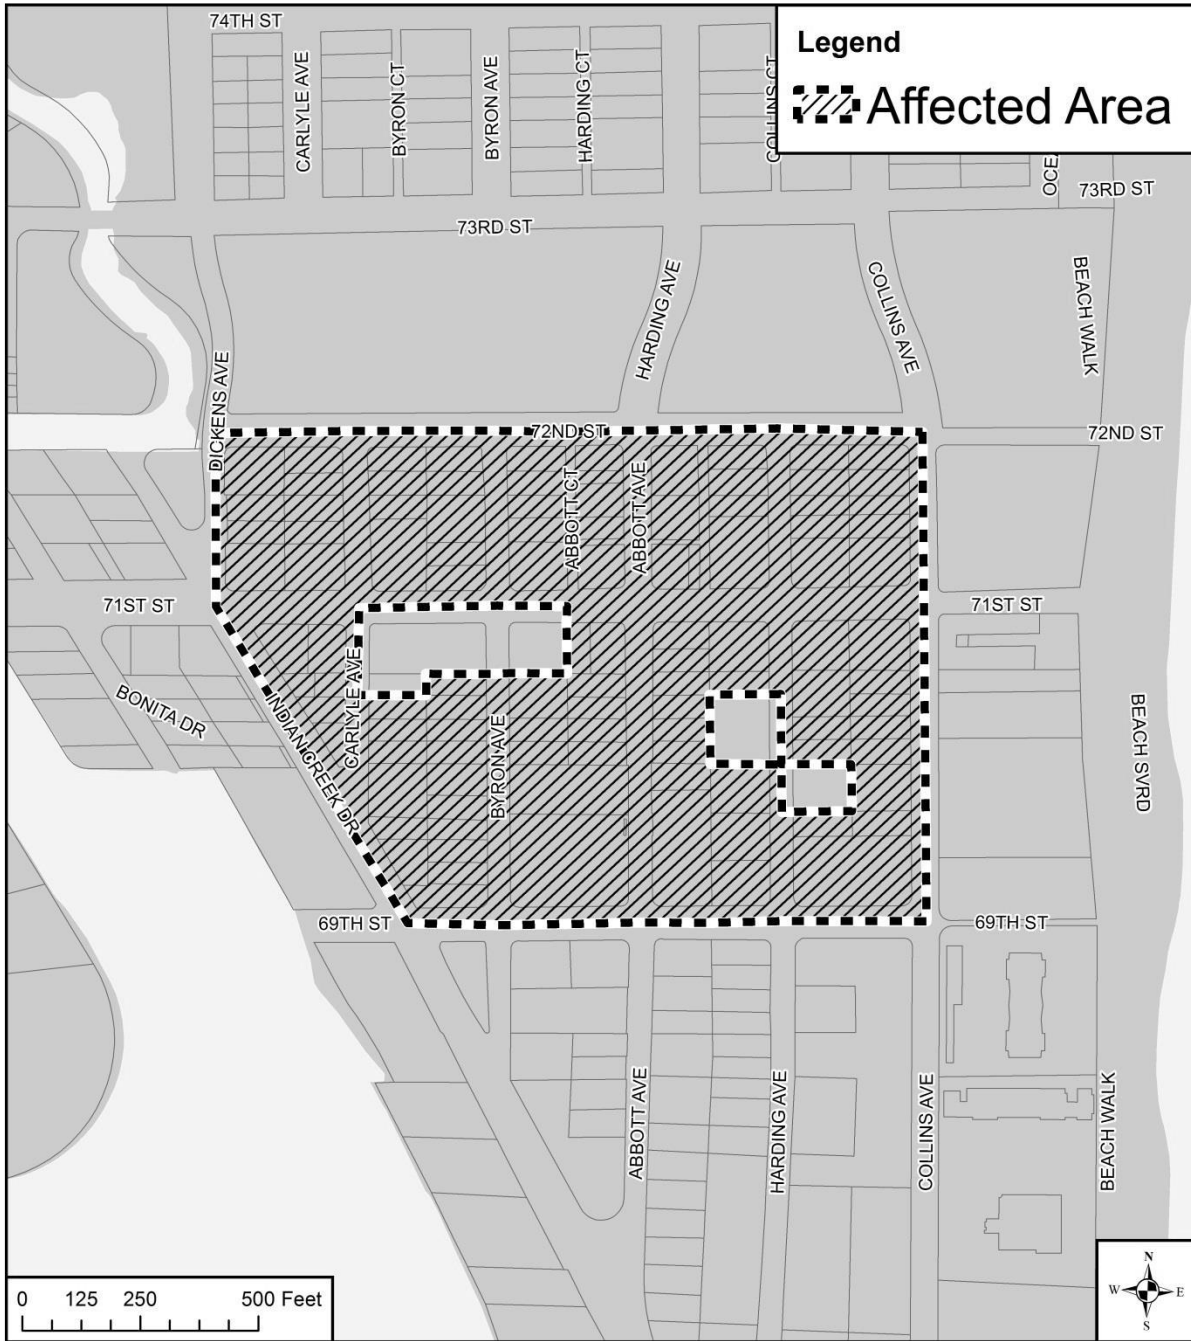 74TH ST
CARLYLE AVE
BYRON CT
BYRON AVE
HARDING CT
COLLINS CT
Legend
Affected Area
73RD ST
73RD ST
HARDING AVE
COLLINS AVE
BEACH WALK
DICKENS AVE
72ND ST
72ND ST
ABBOTT CT
ABBOTT AVE
71ST ST
71ST ST
BONITA DR
INDIAN CREEK DR
CARLYLE AVE
BYRON AVE
BEACH SVRD
69TH ST
69TH ST
ABBOTT AVE
HARDING AVE
COLLINS AVE
BEACH WALK
0 125 250 500 Feet
N
W E
S